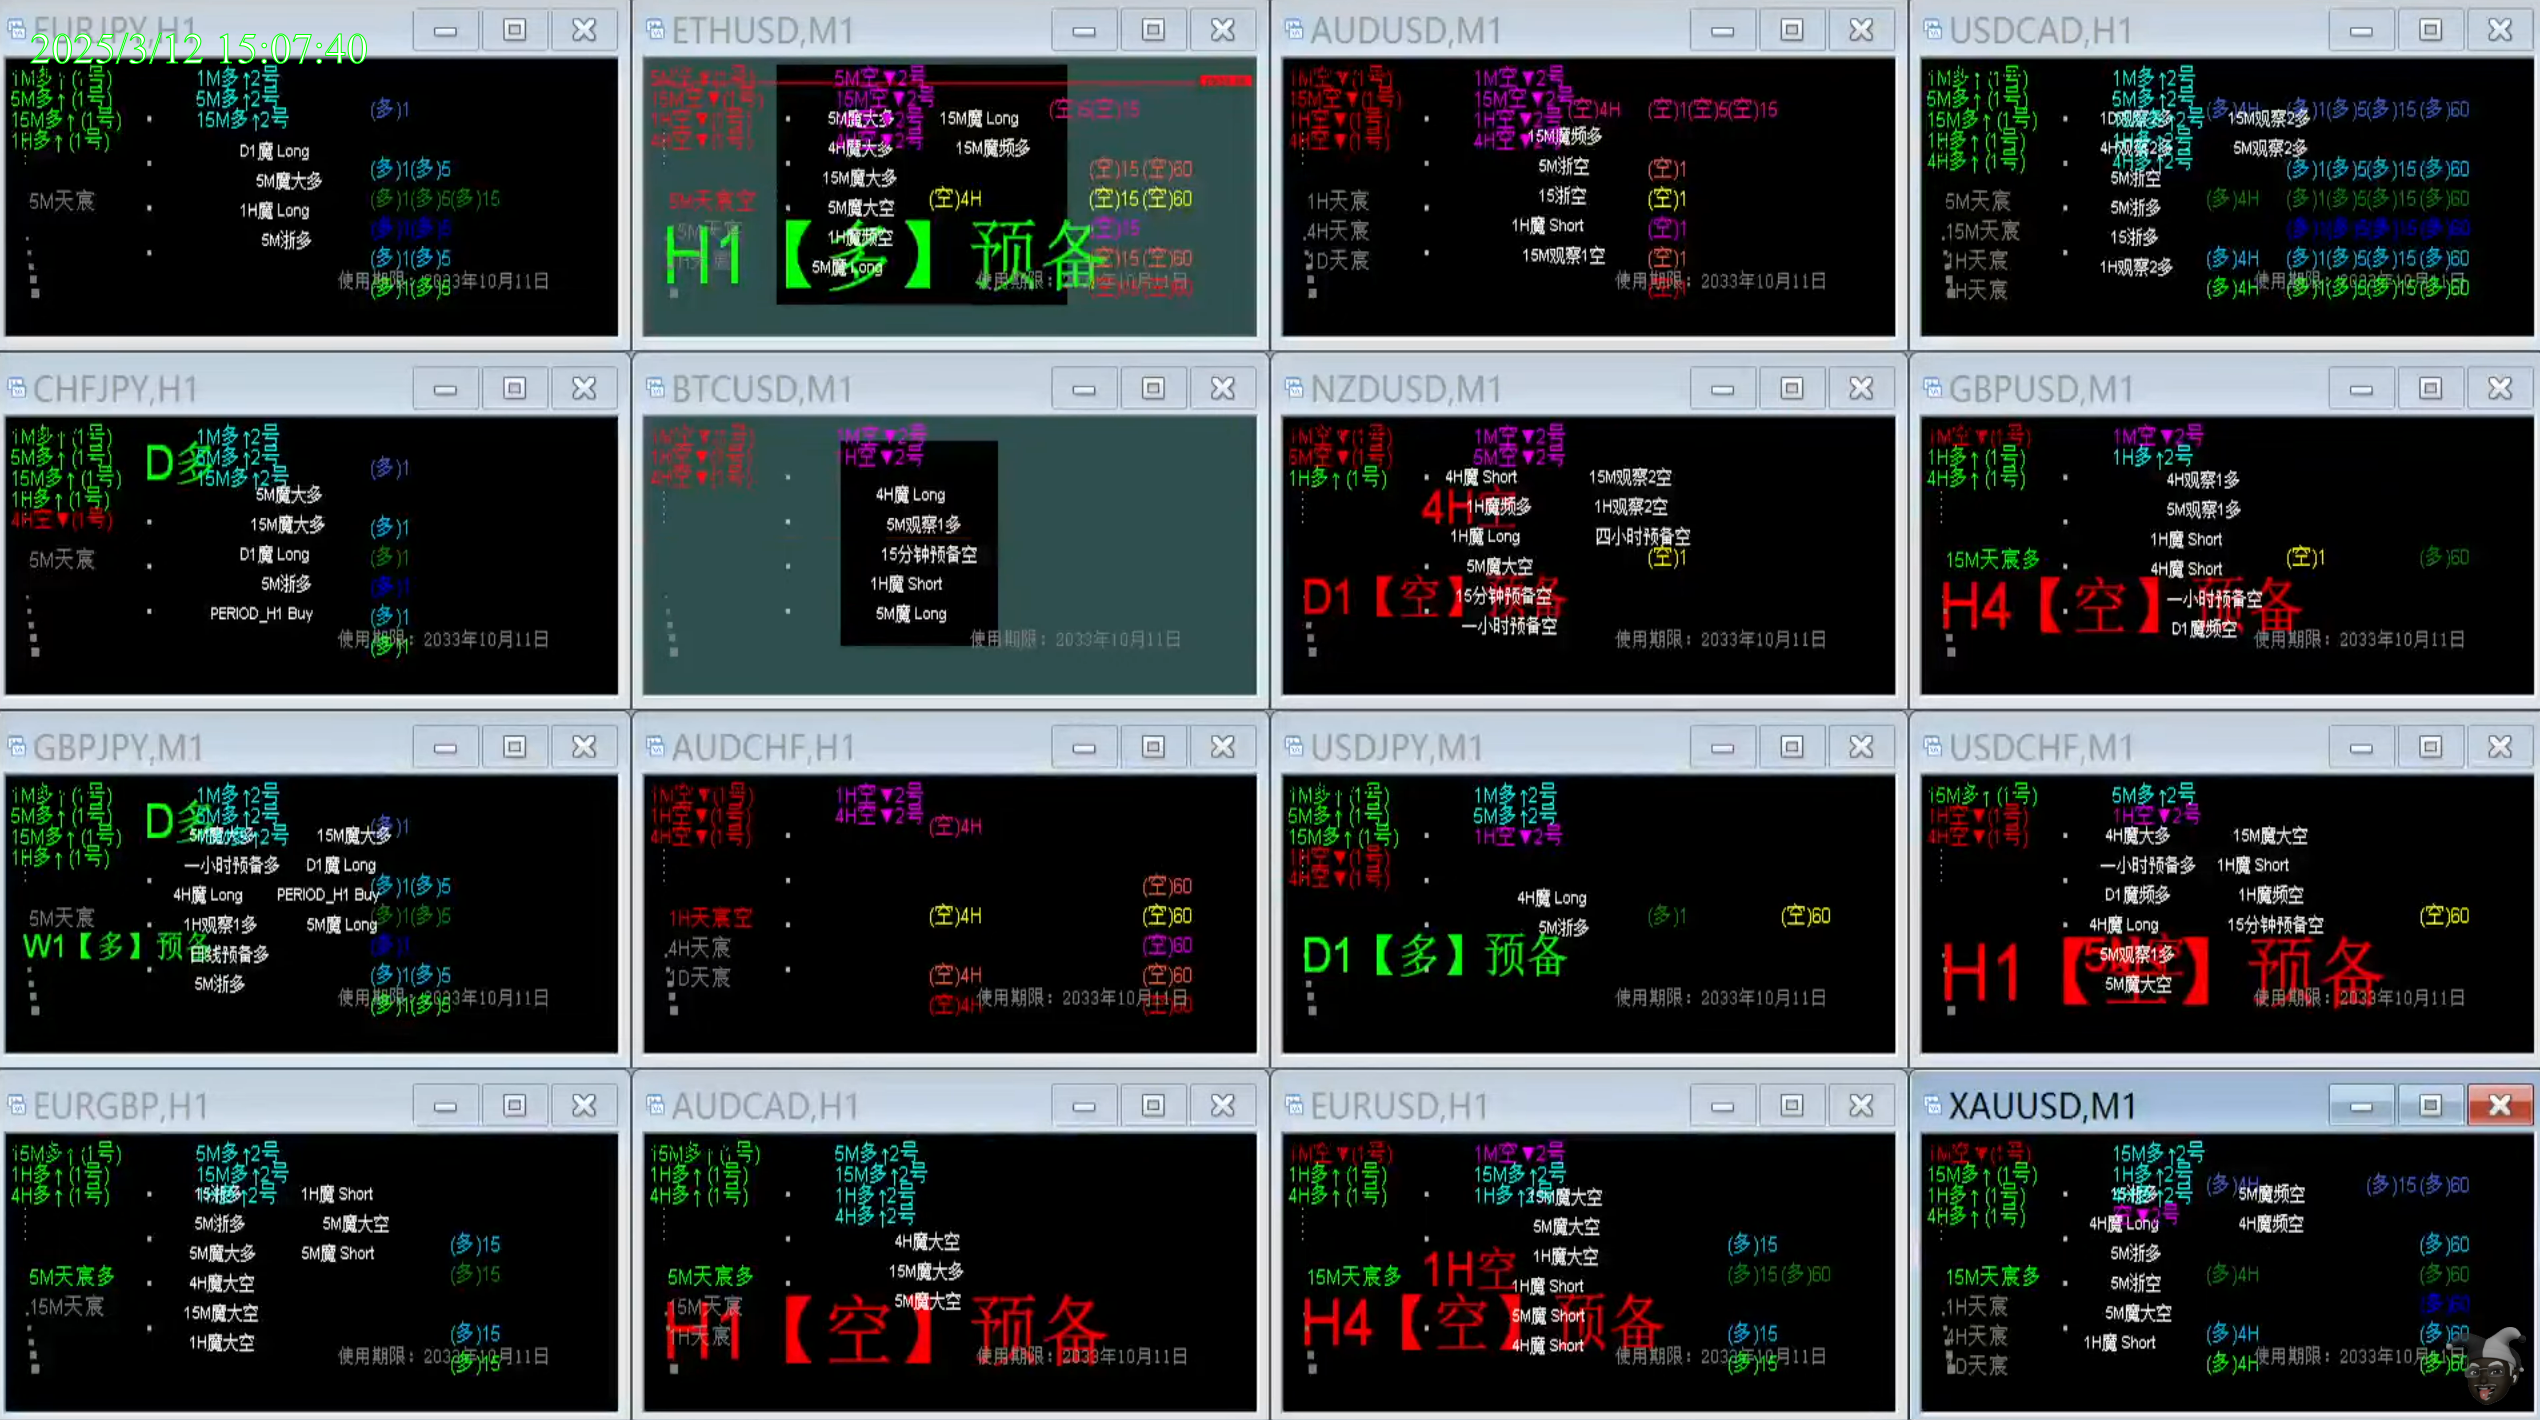 EURJPY,H1
2025/3/12 15:07:40
1M多↑(1号) 1M多↑2号
5M多↑(1号) 5M多↑2号
15M多↑(1号) 15M多↑2号 (多)1
1H多↑(1号)
D1魔 Long
5M魔大多 (多)1(多)5
5M天宸 1H魔 Long (多)1(多)5(多)15
5M浙多 (多)1(多)5
(多)1(多)5
使用期限：2033年10月11日
(多)1(多)5
ETHUSD,M1
5M空▼2号
15M空▼(1号) 15M空▼2号
1H空▼(1号) 5M魔大多 15M魔 Long (空)5(空)15
4H空▼(1号) 4H魔大多 15M魔频多
15M魔大多 (空)15(空)60
5M天宸空 5M魔大空 (空)4H (空)15(空)60
1H魔频空 (空)15
H1【多】预备
5M魔 Long (空)15(空)60
使用期限：2033年10月11日
AUDUSD,M1
1M空▼(1号) 1M空▼2号
15M空▼(1号) 15M空▼2号 (空)4H (空)1(空)5(空)15
1H空▼(1号) 1H空▼2号
4H空▼(1号) 4H空▼2号
15M魔频多
5M浙空 (空)1
1H天宸 15浙空 (空)1
4H天宸 1H魔 Short (空)1
1D天宸 15M观察1空 (空)1
使用期限：2033年10月11日
USDCAD,H1
1M多↑(1号) 1M多↑2号
5M多↑(1号) 5M多↑2号 (多)4H (多)1(多)5(多)15(多)60
15M多↑(1号) 1D观察2多 15M观察2多
1H多↑(1号) 4H观察2多 5M观察2多
4H多↑(1号) 4H多↑2号 (多)1(多)5(多)15(多)60
5M浙空
5M天宸 5M浙多 (多)4H (多)1(多)5(多)15(多)60
15M天宸 15浙多 (多)1(多)5(多)15(多)60
1H天宸 1H观察2多 (多)4H (多)1(多)5(多)15(多)60
4H天宸 (多)4H (多)1(多)5(多)15(多)60
CHFJPY,H1
1M多↑(1号) 1M多↑2号
5M多↑(1号) D多 5M多↑2号 (多)1
15M多↑(1号) 15M多↑2号
1H多↑(1号) 5M魔大多
4H空▼(1号) 15M魔大多 (多)1
5M天宸 D1魔 Long (多)1
5M浙多 (多)1
PERIOD_H1 Buy (多)1
使用期限：2033年10月11日
(多)1
BTCUSD,M1
1M空▼(1号) 1M空▼2号
1H空▼(1号) 1H空▼2号
4H空▼(1号)
4H魔 Long
5M观察1多
15分钟预备空
1H魔 Short
5M魔 Long
使用期限：2033年10月11日
NZDUSD,M1
1M空▼(1号) 1M空▼2号
5M空▼(1号) 5M空▼2号
1H多↑(1号) 4H魔 Short 15M观察2空
4H空 1H魔频多 1H观察2空
1H魔 Long 四小时预备空
5M魔大空 (空)1
D1【空】预备
15分钟预备空
一小时预备空
使用期限：2033年10月11日
GBPUSD,M1
1M空▼(1号) 1M空▼2号
1H多↑(1号) 1H多↑2号
4H多↑(1号) 4H观察1多
5M观察1多
1H魔 Short
15M天宸多 4H魔 Short (空)1 (多)60
H4【空】预备
一小时预备空
D1魔频空
使用期限：2033年10月11日
GBPJPY,M1
1M多↑(1号) 1M多↑2号
5M多↑(1号) D多 5M多↑2号 (多)1
15M多↑(1号) 5M魔大多 15M魔大多
1H多↑(1号) 一小时预备多 D1魔 Long
4H魔 Long PERIOD_H1 Buy (多)1(多)5
5M天宸 1H观察1多 5M魔 Long (多)1(多)5
W1【多】预备 日线预备多 (多)1
5M浙多 (多)1(多)5
使用期限：2033年10月11日
(多)1(多)5
AUDCHF,H1
1M空▼(1号) 1H空▼2号
1H空▼(1号) 4H空▼2号 (空)4H
4H空▼(1号)
(空)60
1H天宸空 (空)4H (空)60
4H天宸 (空)60
1D天宸 (空)4H (空)60
(空)4H 使用期限：2033年10月11日 (空)60
USDJPY,M1
1M多↑(1号) 1M多↑2号
5M多↑(1号) 5M多↑2号
15M多↑(1号) 1H空▼2号
1H空▼(1号)
4H空▼(1号) 4H魔 Long
5M浙多 (多)1 (空)60
D1【多】预备
使用期限：2033年10月11日
USDCHF,M1
15M多↑(1号) 5M多↑2号
1H空▼(1号) 1H空▼2号
4H空▼(1号) 4H魔大多 15M魔大空
一小时预备多 1H魔 Short
D1魔频多 1H魔频空
4H魔 Long 15分钟预备空 (空)60
H1【空】预备
5M观察1多
5M魔大空
使用期限：2033年10月11日
EURGBP,H1
15M多↑(1号) 5M多↑2号
1H多↑(1号) 15M多↑2号
4H多↑(1号) 15浙多 1H魔 Short
5M浙多 5M魔大空
5M魔大多 5M魔 Short (多)15
5M天宸多 4H魔大空 (多)15
15M天宸 15M魔大空
1H魔大空 (多)15
使用期限：2033年10月11日
(多)15
AUDCAD,H1
15M多↑(1号) 5M多↑2号
1H多↑(1号) 15M多↑2号
4H多↑(1号) 1H多↑2号
4H多↑2号
4H魔大空
5M天宸多 15M魔大多
15M天宸 5M魔大空
H1【空】预备
1H天宸
使用期限：2033年10月11日
EURUSD,H1
1M空▼(1号) 1M空▼2号
1H多↑(1号) 15M多↑2号
4H多↑(1号) 1H多↑2号 15M魔大空
5M魔大空
1H空 1H魔大空 (多)15
15M天宸多 1H魔 Short (多)15(多)60
H4【空】预备
5M魔 Short
4H魔 Short (多)15
使用期限：2033年10月11日
(多)15
XAUUSD,M1
1M空▼(1号) 15M多↑2号
15M多↑(1号) 1H多↑2号 (多)4H (多)15(多)60
1H多↑(1号) 15浙多 5M魔频空
4H多↑(1号) 4H魔 Long 4H魔频空
5M浙多 (多)60
15M天宸多 5M浙空 (多)4H (多)60
1H天宸 5M魔大空 (多)60
4H天宸 1H魔 Short (多)4H (多)60
1D天宸 (多)4H 使用期限：2033年10月11日 (多)60